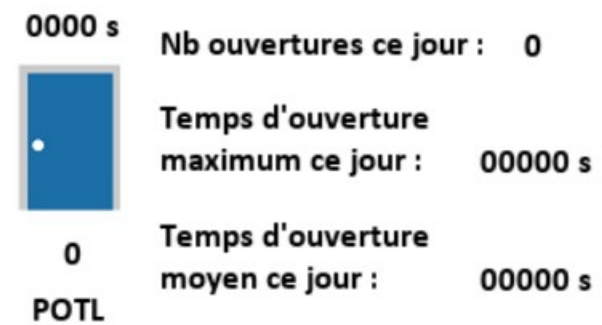 0000 s
Nb ouvertures ce jour : 0
Temps d'ouverture
maximum ce jour : 00000 s
Temps d'ouverture
moyen ce jour : 00000 s
0
POTL